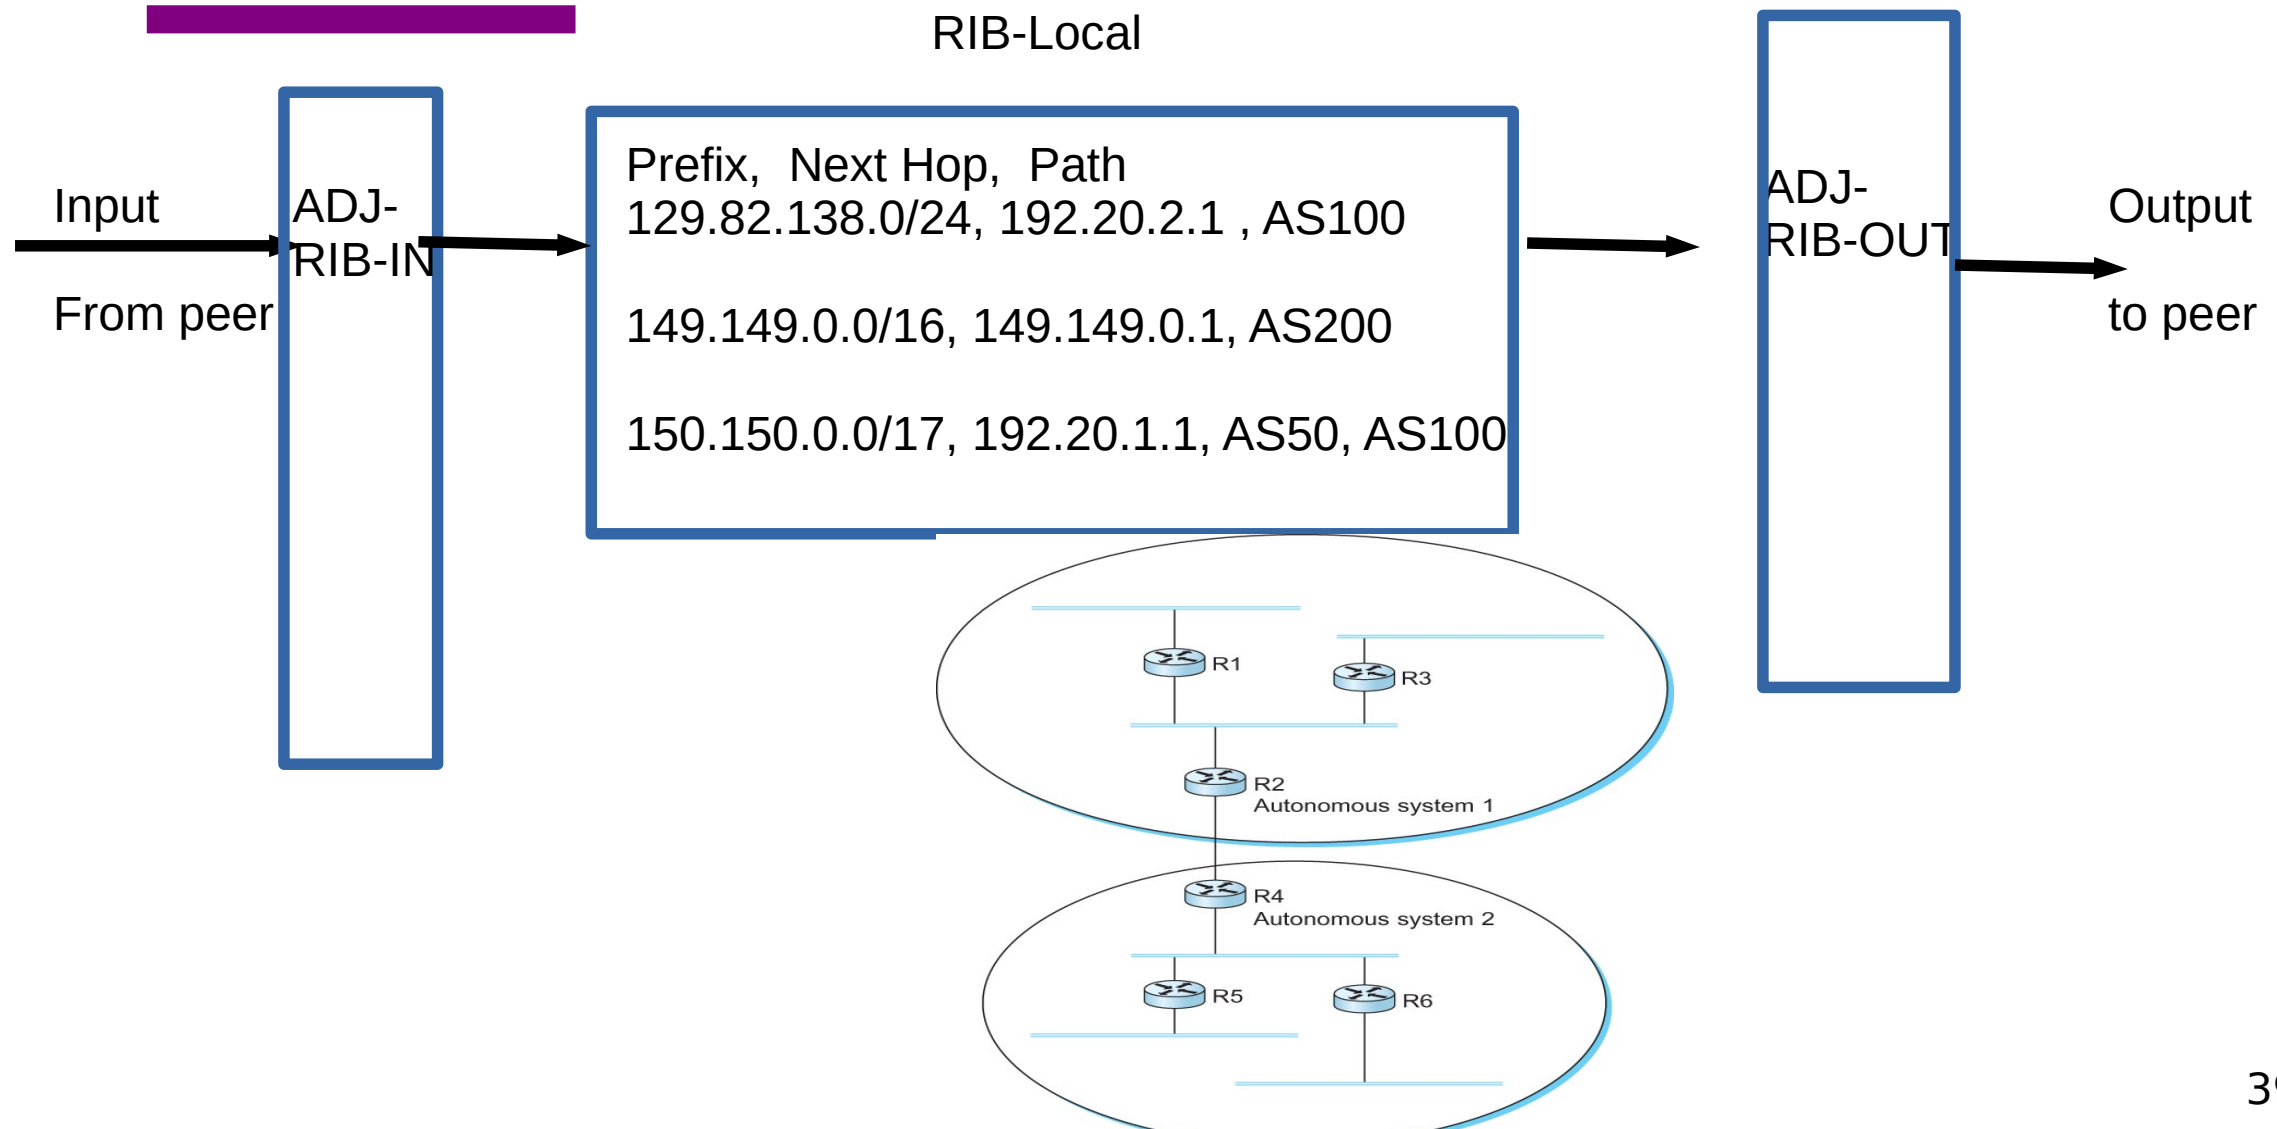 RIB-Local
Input
From peer
ADJ-
RIB-IN
Prefix, Next Hop, Path
129.82.138.0/24, 192.20.2.1 , AS100
149.149.0.0/16, 149.149.0.1, AS200
150.150.0.0/17, 192.20.1.1, AS50, AS100
ADJ-
RIB-OUT
Output
to peer
R1
R3
R2
Autonomous system 1
R4
Autonomous system 2
R5
R6